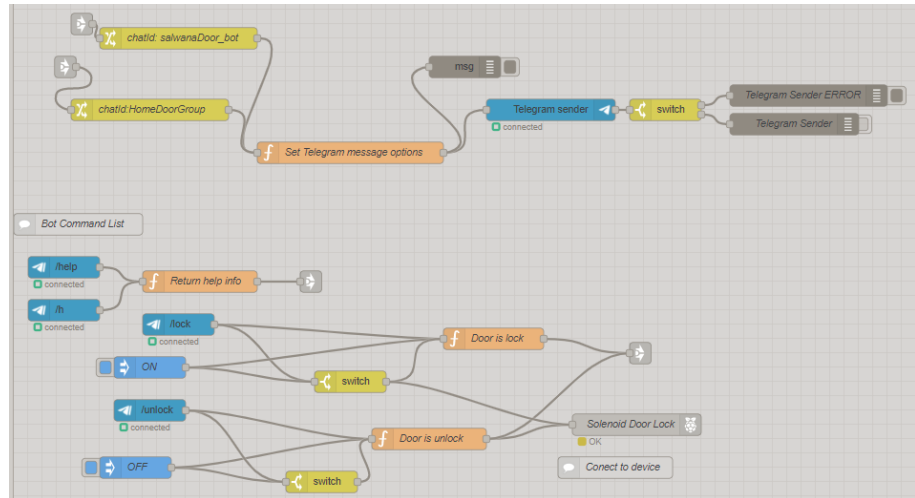 chatid: salwanaDoor_bot
msg
chatid:HomeDoorGroup
Telegram sender
connected
switch
Telegram Sender ERROR
Telegram Sender
Set Telegram message options
Bot Command List
/help
connected
Return help info
/h
connected
/lock
connected
Door is lock
ON
switch
/unlock
connected
Door is unlock
Solenoid Door Lock
OK
OFF
switch
Conect to device